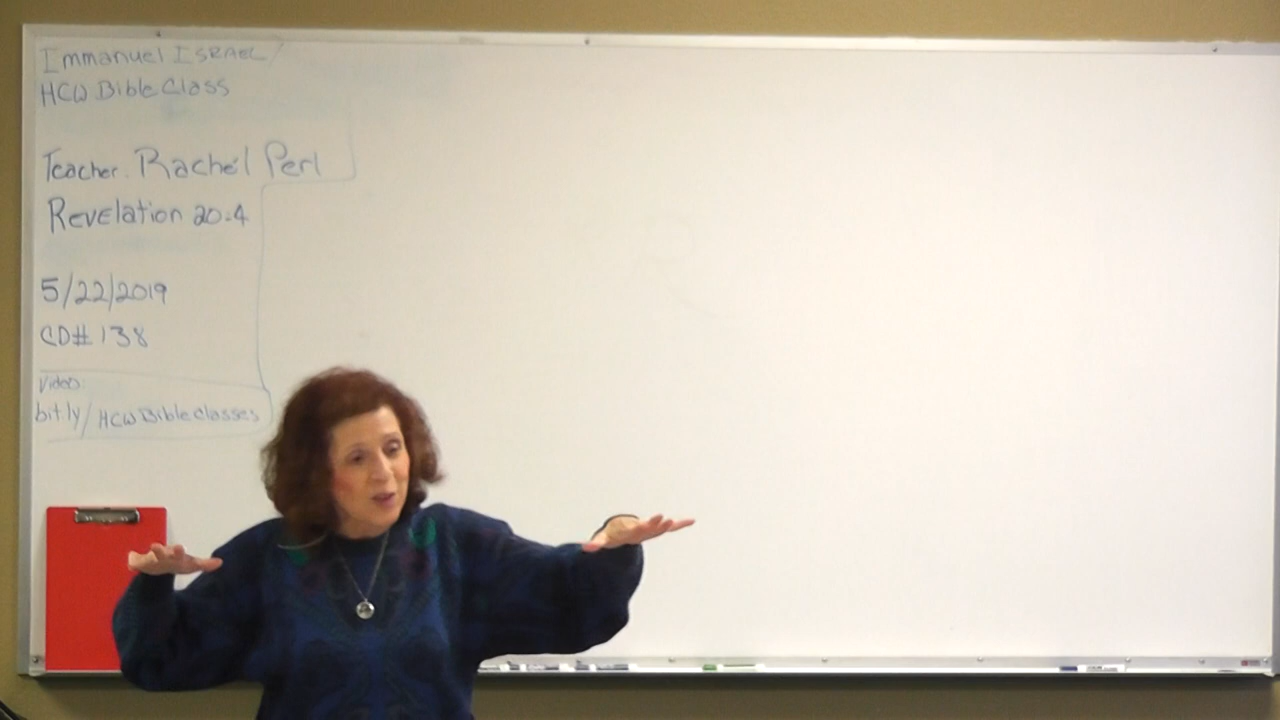 Immanuel ISRAEL/
HCW Bible Class
Teacher. Rachel Perl
Revelation 20:4
5/22/2019
CD# 138
Video:
bit.ly/HCWBibleclasses